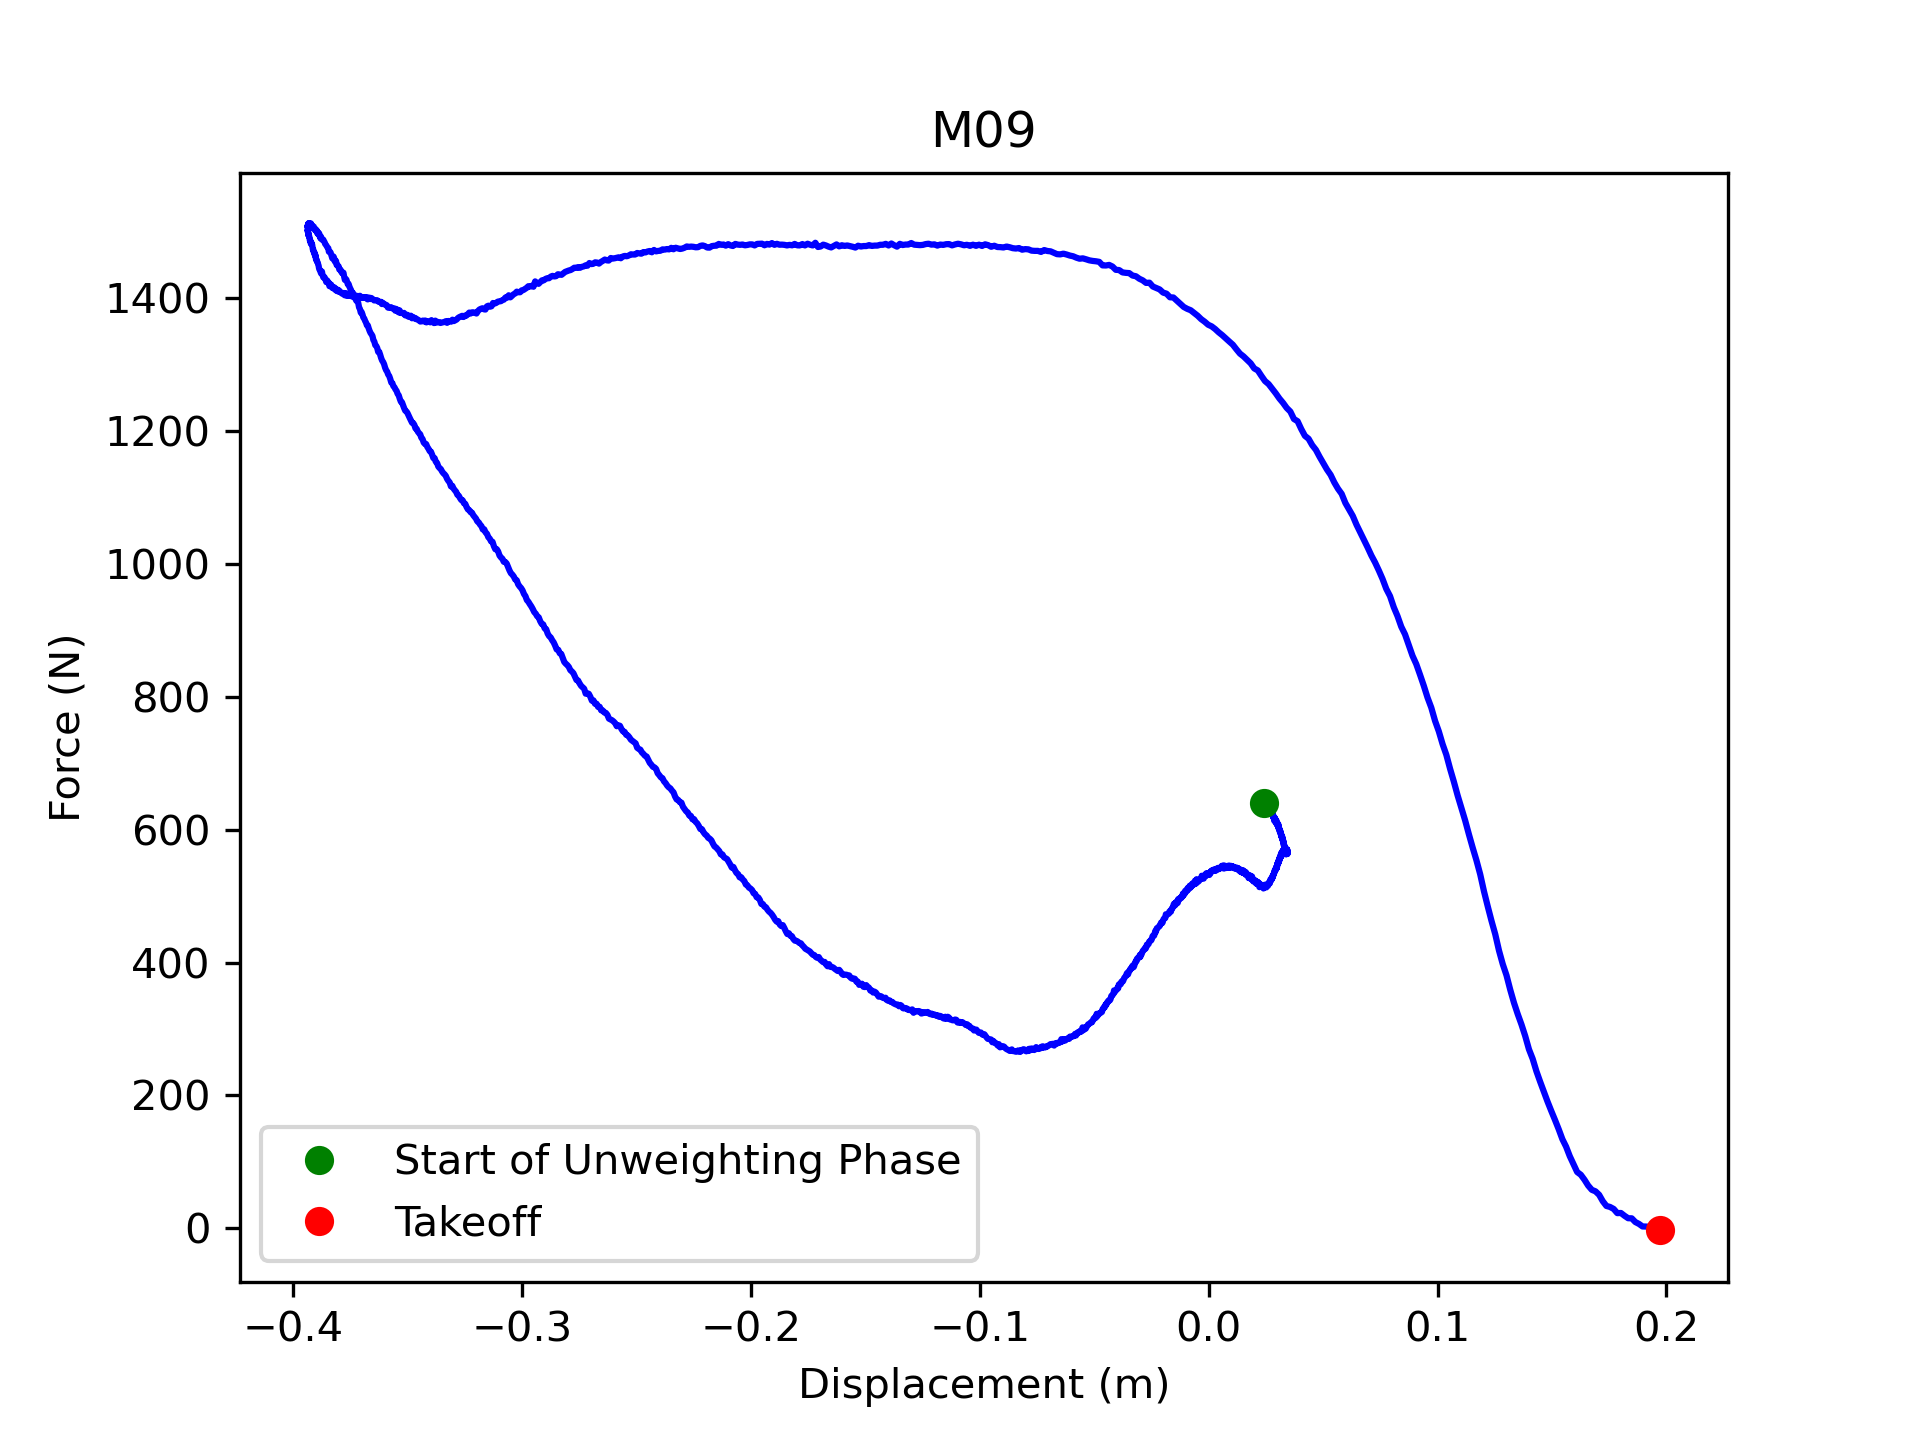 M09
1400
1200
1000
800
600
400
200
0
Force (N)
Start of Unweighting Phase
Takeoff
−0.4 −0.3 −0.2 −0.1 0.0 0.1 0.2
Displacement (m)